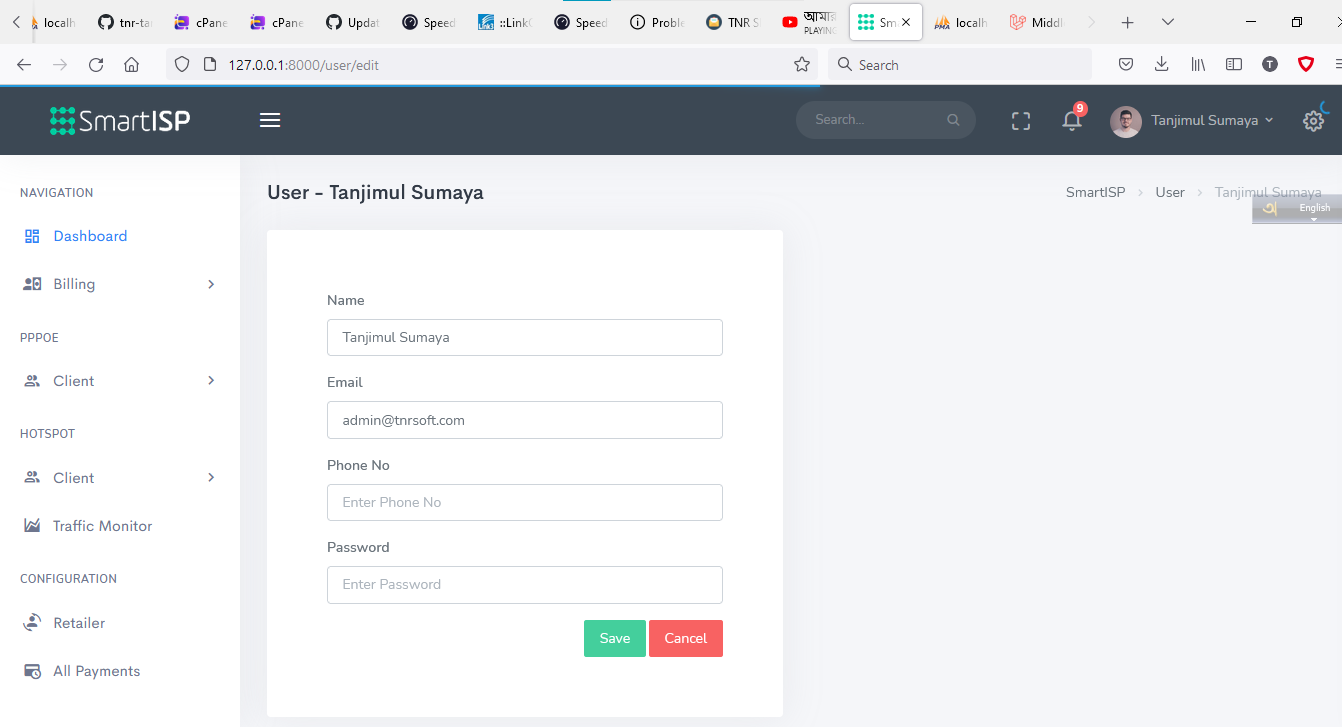 localh
tnr-ta
cPane
cPane
Updat
Speed
::Link
Speed
Proble
TNR S
আমার
PLAYING
Sm
localh
Middl
127.0.0.1:8000/user/edit
Search
T
SmartISP
Search...
9
Tanjimul Sumaya
NAVIGATION
Dashboard
Billing
PPPOE
Client
HOTSPOT
Client
Traffic Monitor
CONFIGURATION
Retailer
All Payments
User - Tanjimul Sumaya
SmartISP > User > Tanjimul Sumaya
অ English
Name
Tanjimul Sumaya
Email
admin@tnrsoft.com
Phone No
Enter Phone No
Password
Enter Password
Save Cancel